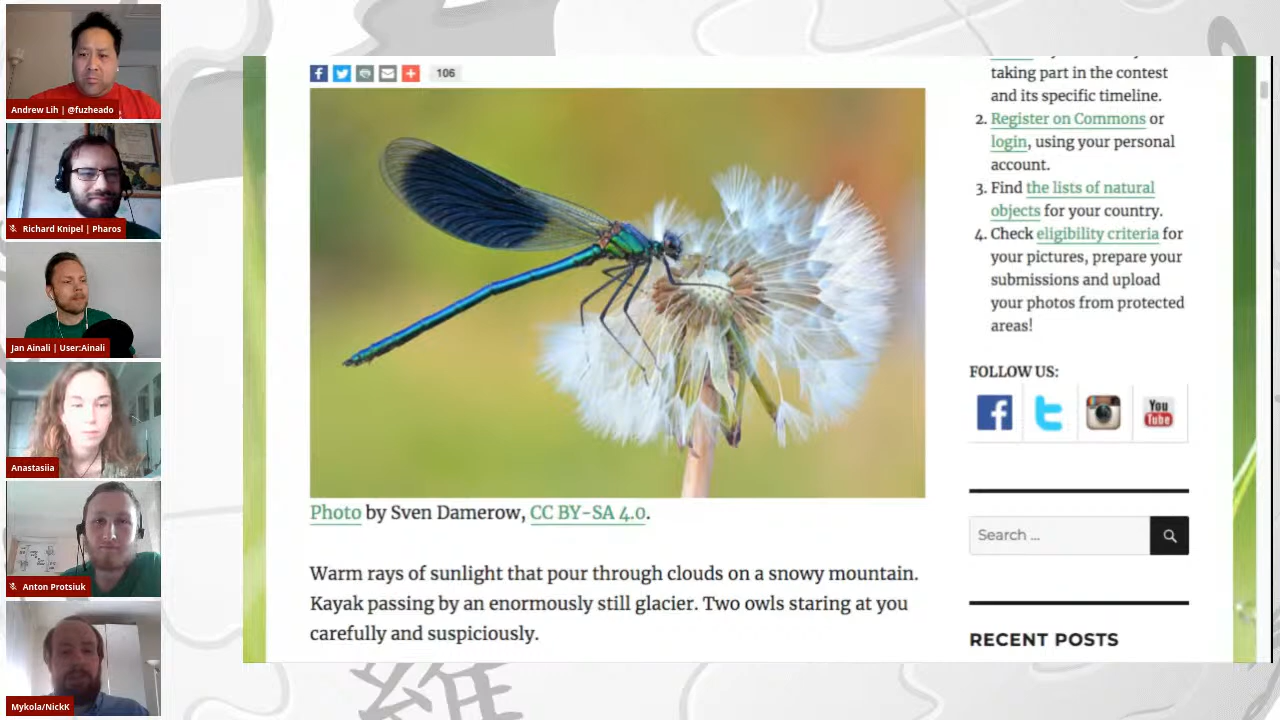 Andrew Lih | @fuzheado
Richard Knipel | Pharos
Jan Ainali | User:Ainali
Anastasiia
Anton Protsiuk
Mykola/NickK
106
Photo by Sven Damerow, CC BY-SA 4.0.
Warm rays of sunlight that pour through clouds on a snowy mountain.
Kayak passing by an enormously still glacier. Two owls staring at you
carefully and suspiciously.
taking part in the contest
and its specific timeline.
2. Register on Commons or
login, using your personal
account.
3. Find the lists of natural
objects for your country.
4. Check eligibility criteria for
your pictures, prepare your
submissions and upload
your photos from protected
areas!
FOLLOW US:
You
Tube
Search ...
RECENT POSTS
維